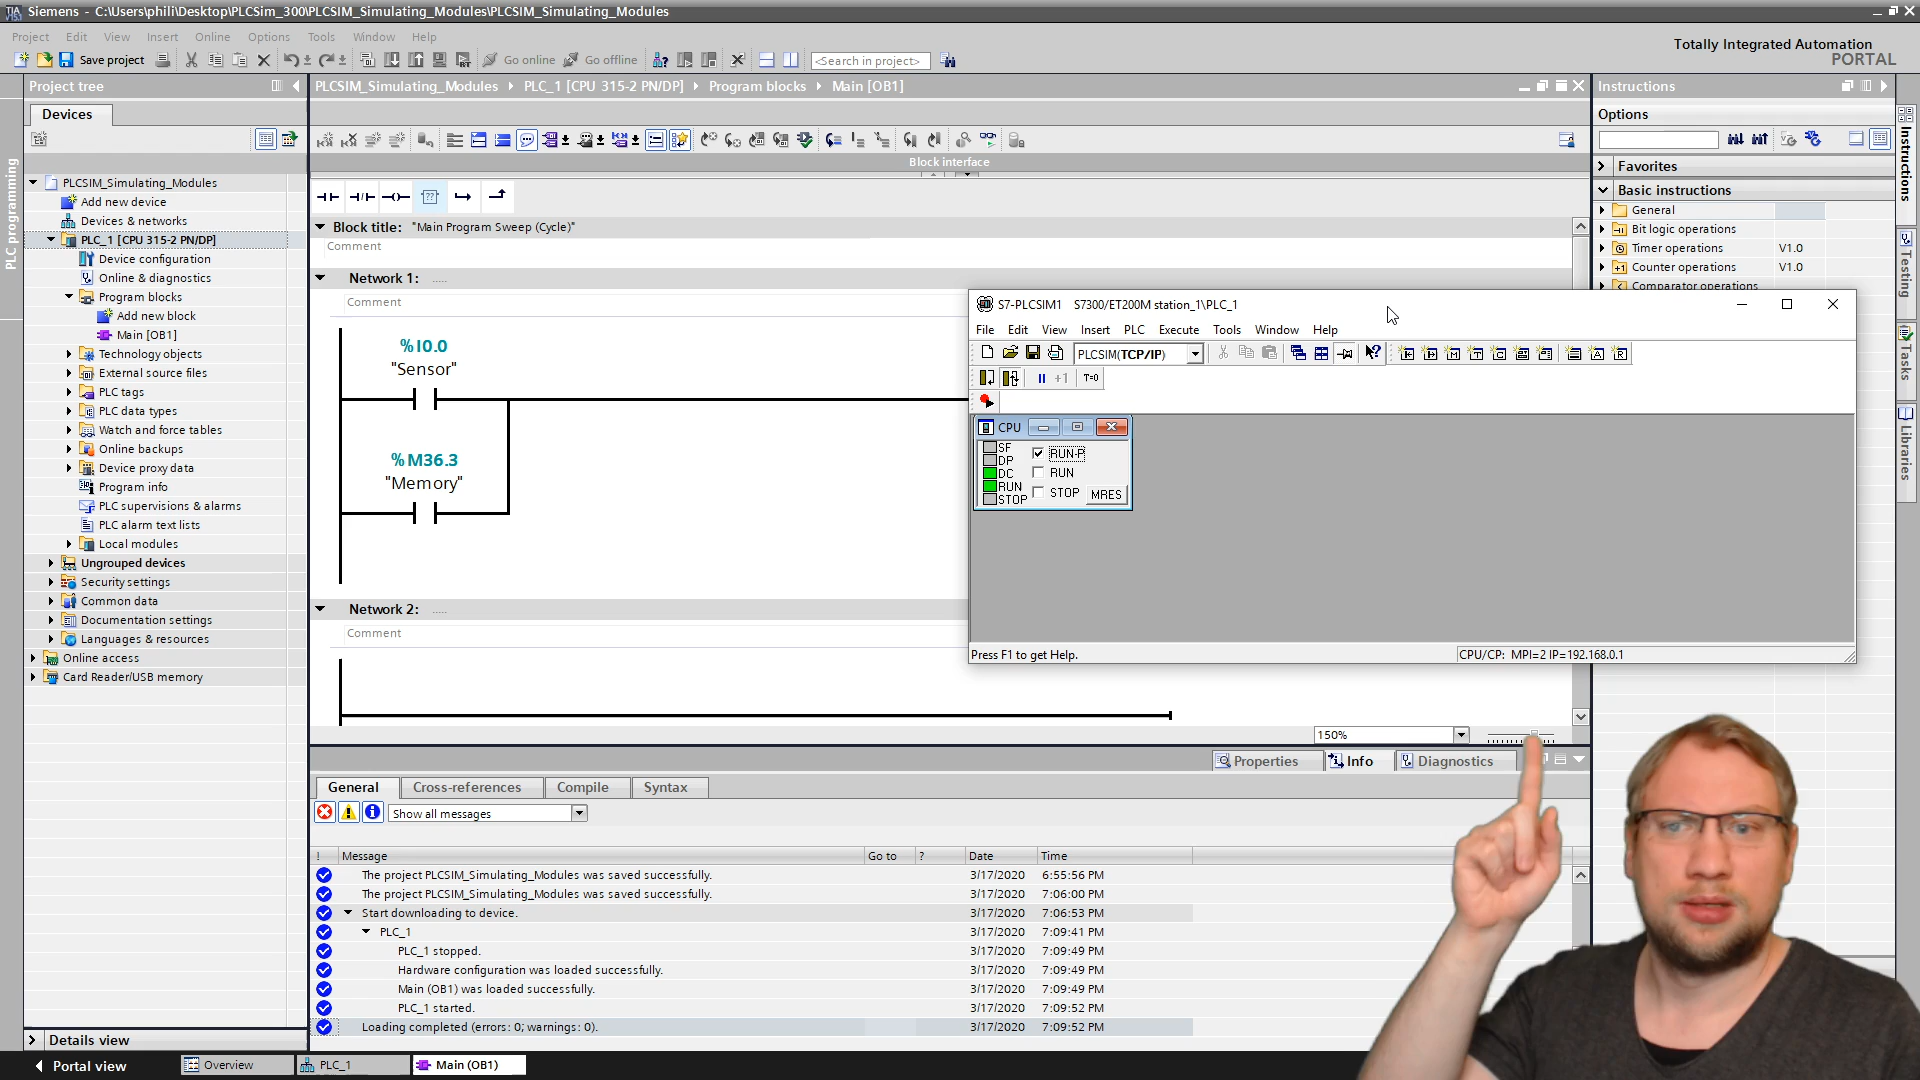 Siemens - C:\Users\phili\Desktop\PLCSim_300\PLCSIM_Simulating_Modules\PLCSIM_Simulating_Modules
Project Edit View Insert Online Options Tools Window Help
Totally Integrated Automation
PORTAL
Save project
Go online
Go offline
<Search in project>
Project tree
PLCSIM_Simulating_Modules
PLC_1 [CPU 315-2 PN/DP]
Program blocks
Main [OB1]
Instructions
Devices
Options
Block interface
PLC programming
PLCSIM_Simulating_Modules
Add new device
Devices & networks
PLC_1 [CPU 315-2 PN/DP]
Device configuration
Online & diagnostics
Program blocks
Add new block
Main [OB1]
Technology objects
External source files
PLC tags
PLC data types
Watch and force tables
Online backups
Device proxy data
Program info
PLC supervisions & alarms
PLC alarm text lists
Local modules
Ungrouped devices
Security settings
Common data
Documentation settings
Languages & resources
Online access
Card Reader/USB memory
Details view
??
Block title: "Main Program Sweep (Cycle)"
Comment
Network 1: .....
Comment
%I0.0
"Sensor"
%M36.3
"Memory"
Network 2: .....
Comment
150%
Favorites
Basic instructions
General
Bit logic operations
Timer operations V1.0
Counter operations V1.0
Comparator operations
Instructions
Testing
Tasks
Libraries
S7-PLCSIM1 S7300/ET200M station_1\PLC_1
File Edit View Insert PLC Execute Tools Window Help
PLCSIM(TCP/IP)
+1
T=0
CPU
SF
DP
DC
RUN
STOP
RUN-P
RUN
STOP
MRES
Press F1 to get Help.
CPU/CP: MPI=2 IP=192.168.0.1
Properties
Info
Diagnostics
General
Cross-references
Compile
Syntax
Show all messages
! Message Go to ? Date Time
The project PLCSIM_Simulating_Modules was saved successfully. 3/17/2020 6:55:56 PM
The project PLCSIM_Simulating_Modules was saved successfully. 3/17/2020 7:06:00 PM
Start downloading to device. 3/17/2020 7:06:53 PM
PLC_1 3/17/2020 7:09:41 PM
PLC_1 stopped. 3/17/2020 7:09:49 PM
Hardware configuration was loaded successfully. 3/17/2020 7:09:49 PM
Main (OB1) was loaded successfully. 3/17/2020 7:09:49 PM
PLC_1 started. 3/17/2020 7:09:52 PM
Loading completed (errors: 0; warnings: 0). 3/17/2020 7:09:52 PM
Portal view
Overview
PLC_1
Main (OB1)